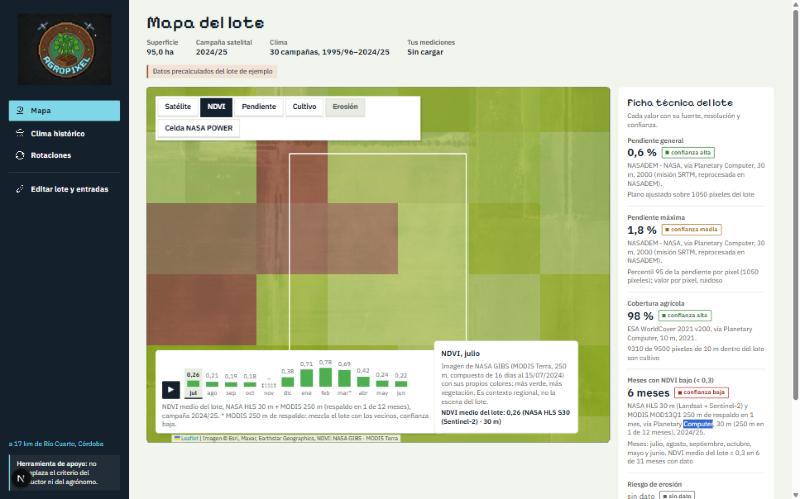 AGROPIXEL
Mapa
Clima histórico
Rotaciones
Editar lote y entradas
a 17 km de Río Cuarto, Córdoba
Herramienta de apoyo: no
plaza el criterio del
uctor ni del agrónomo.
N
Mapa del lote
Superficie
95,0 ha
Campaña satelital
2024/25
Clima
30 campañas, 1995/96–2024/25
Tus mediciones
Sin cargar
Datos precalculados del lote de ejemplo
Satélite NDVI Pendiente Cultivo Erosión
Celda NASA POWER
0,26 0,21 0,19 0,18 – 0,38 0,71 0,78 0,69 0,42 0,24 0,22
jul ago sep oct nov dic ene feb mar* abr may jun
NDVI medio del lote, NASA HLS 30 m + MODIS 250 m (respaldo en 1 de 12 meses),
campaña 2024/25. * MODIS 250 m: comparte la mezcla con los vecinos, confianza
baja.
NDVI, julio
Imagen de NASA GIBS (MODIS Terra, 250
m, compuesto de 16 días al 15/07/2024)
con sus propios colores: más verde, más
vegetación. Es contexto regional, no la
escena del lote.
NDVI medio del lote: 0,26 (NASA HLS S30
(Sentinel-2) · 30 m)
Leaflet | Imagen © Esri, Maxar, Earthstar Geographics, NDVI: NASA GIBS · MODIS Terra
Ficha técnica del lote
Cada valor con su fuente, resolución y
confianza.
Pendiente general
0,6 % confianza alta
NASADEM - NASA, vía Planetary Computer, 30
m, 2000 (misión SRTM, reprocesada en
NASADEM).
Plano ajustado sobre 1050 píxeles del lote
Pendiente máxima
1,8 % confianza media
NASADEM - NASA, vía Planetary Computer, 30
m, 2000 (misión SRTM, reprocesada en
NASADEM).
Percentil 95 de la pendiente por píxel (1050
píxeles); valor por píxel, ruidoso
Cobertura agrícola
98 % confianza alta
ESA WorldCover 2021 v200, vía Planetary
Computer, 10 m, 2021.
9310 de 9500 píxeles de 10 m dentro del lote
son cultivo
Meses con NDVI bajo (< 0,3)
6 meses confianza baja
NASA HLS 30 m (Landsat + Sentinel-2) y
MODIS MOD13Q1 250 m de respaldo en 1
mes, vía Planetary Computer, 30 m (250 m en
1 de 12 meses), 2024/25.
Meses: julio, agosto, septiembre, octubre,
mayo y junio. NDVI medio del lote < 0,3 en 6
de 11 meses con dato
Riesgo de erosión
sin dato sin dato